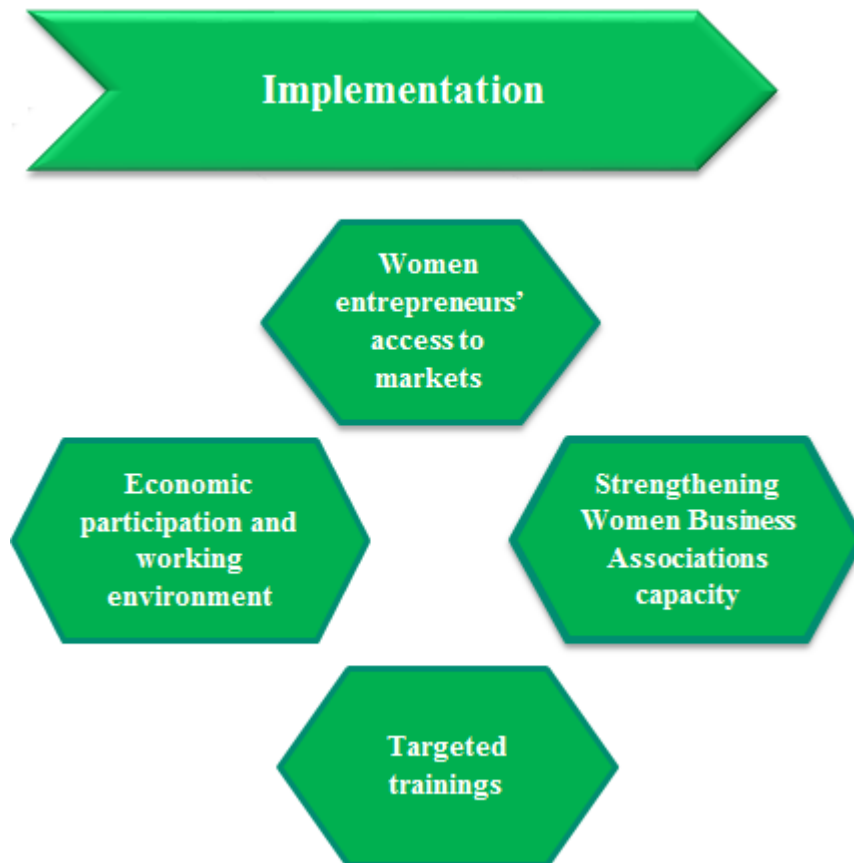 Implementation
Women
entrepreneurs’
access to
markets
Economic
participation and
working
environment
Strengthening
Women Business
Associations
capacity
Targeted
trainings